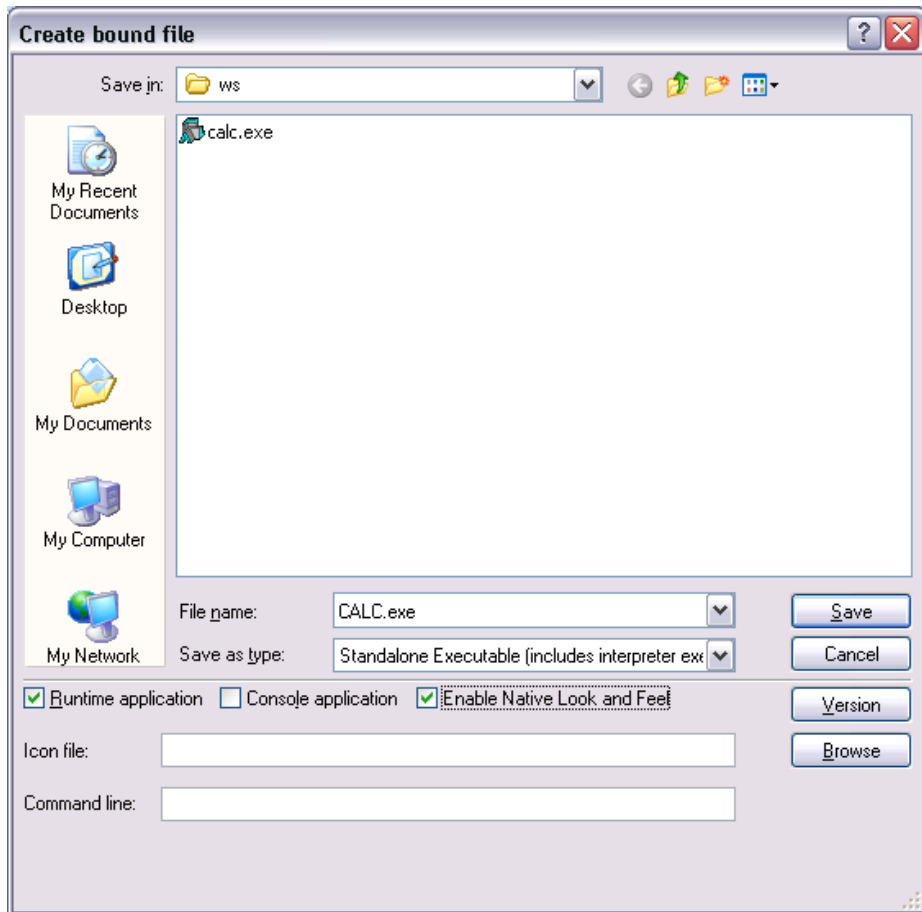 Create bound file
Save in: ws
calc.exe
My Recent
Documents
Desktop
My Documents
My Computer
My Network
File name: CALC.exe Save
Save as type: Standalone Executable (includes interpreter exe Cancel
Runtime application Console application Enable Native Look and Feel Version
Icon file: Browse
Command line: